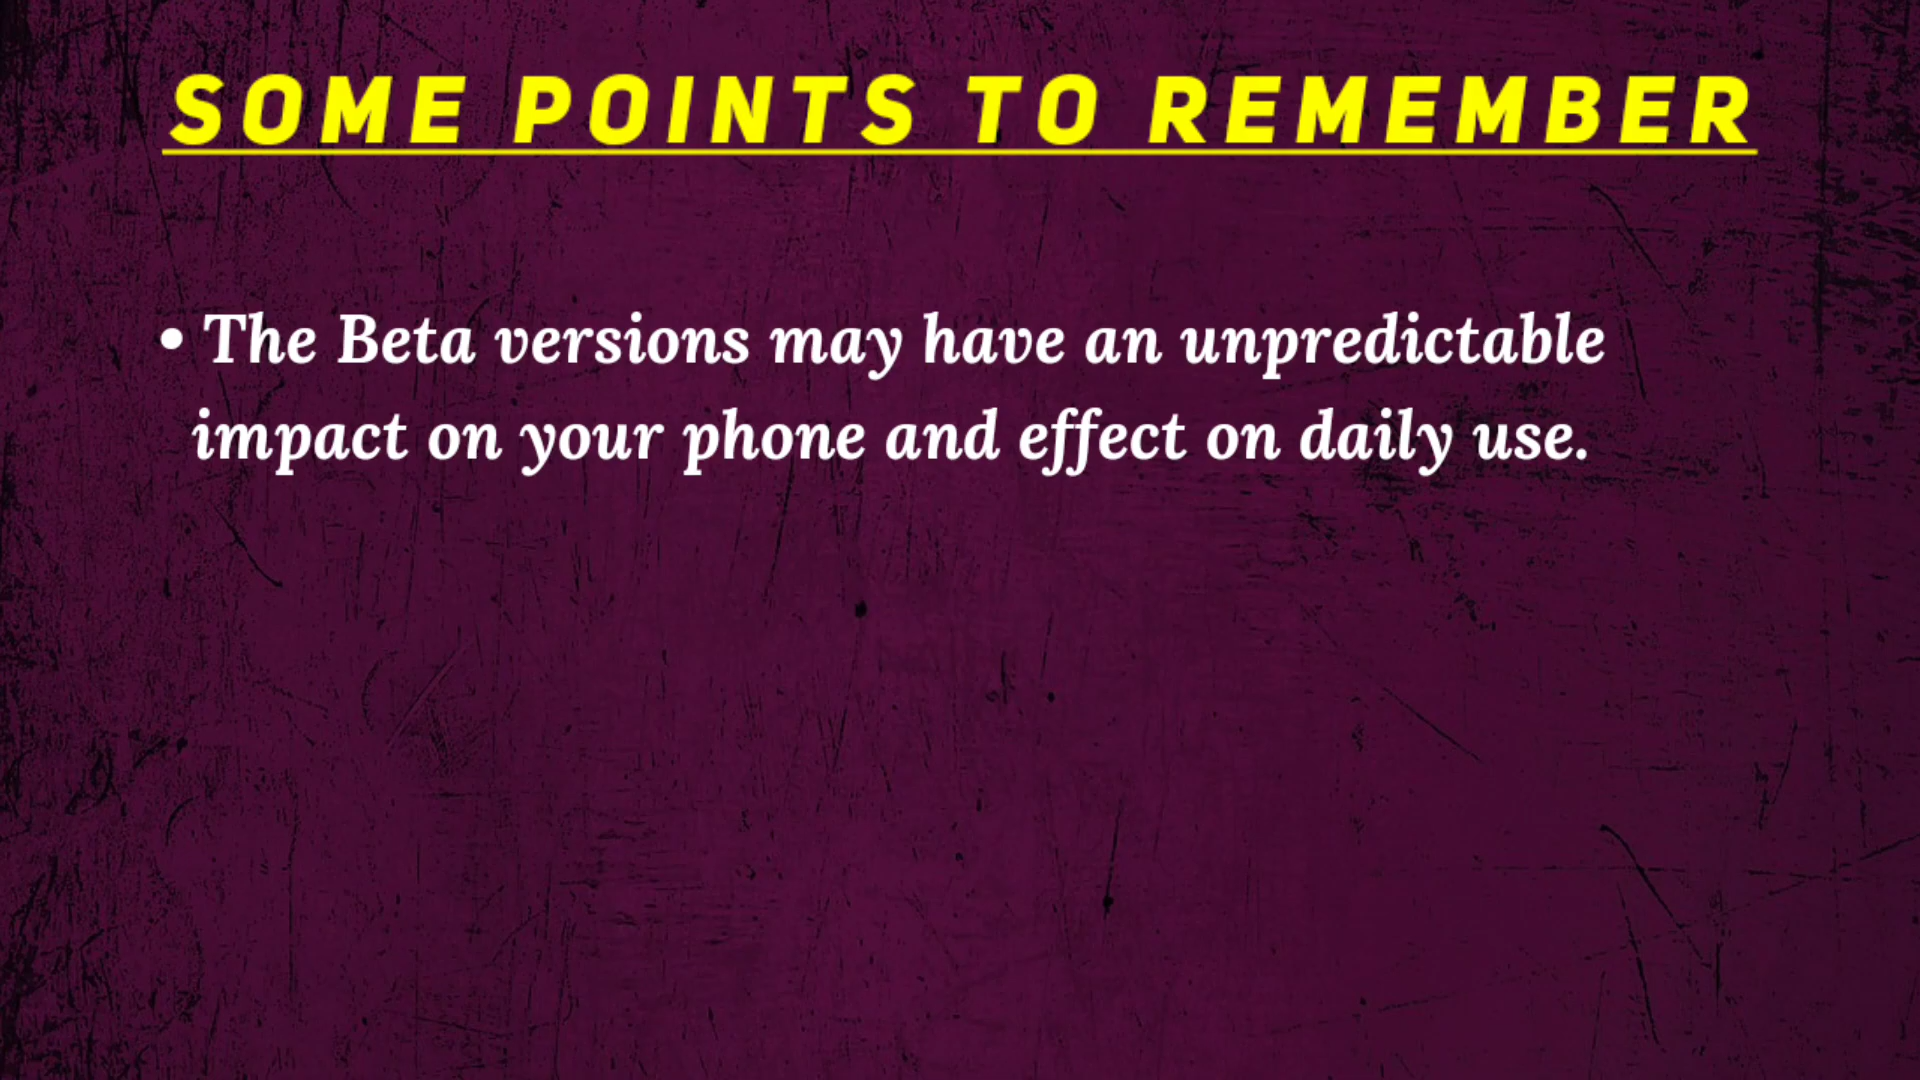 SOME POINTS TO REMEMBER
• The Beta versions may have an unpredictable
impact on your phone and effect on daily use.